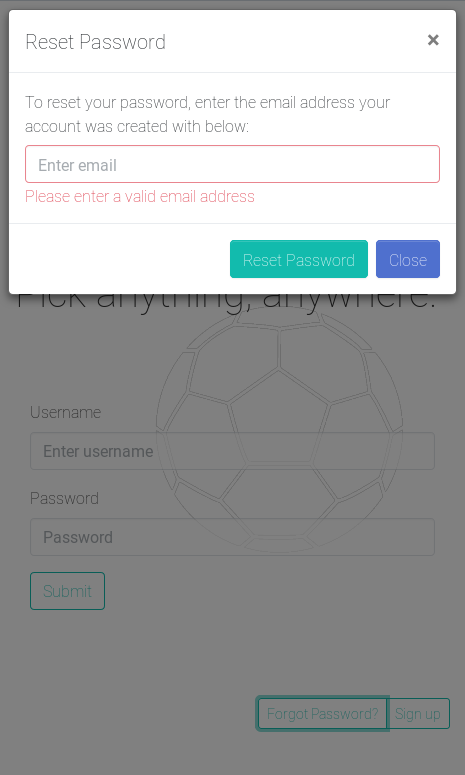 Reset Password
×
To reset your password, enter the email address your
account was created with below:
Enter email
Please enter a valid email address
Reset Password
Close
Pick anything, anywhere.
Username
Enter username
Password
Password
Submit
Forgot Password?
Sign up